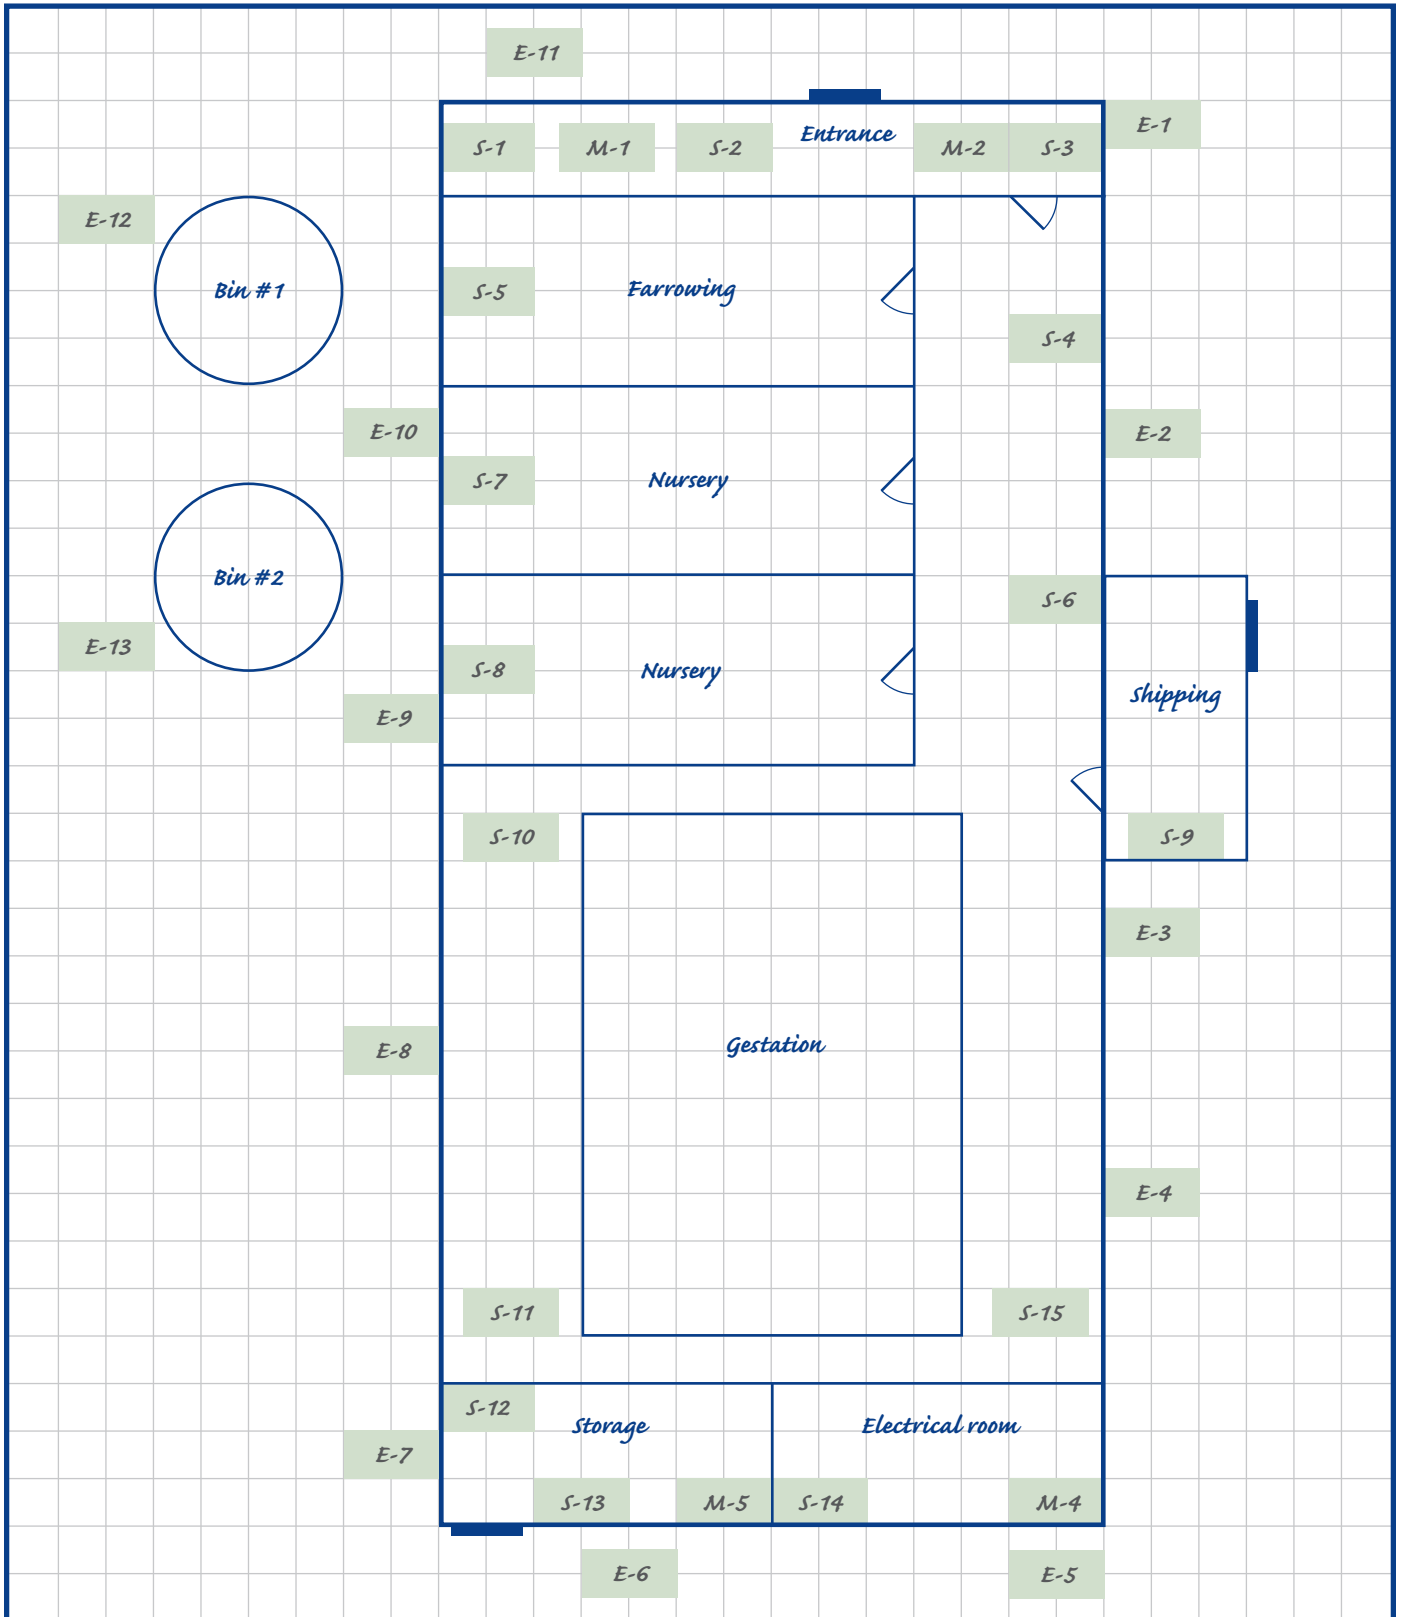 E-11
E-1
Entrance
S-1
M-1
S-2
M-2
S-3
E-12
Bin #1
S-5
Farrowing
S-4
E-10
E-2
S-7
Nursery
Bin #2
S-6
E-13
S-8
Nursery
Shipping
E-9
S-10
S-9
E-3
Gestation
E-8
E-4
S-11
S-15
S-12
Storage
Electrical room
E-7
S-13
M-5
S-14
M-4
E-6
E-5